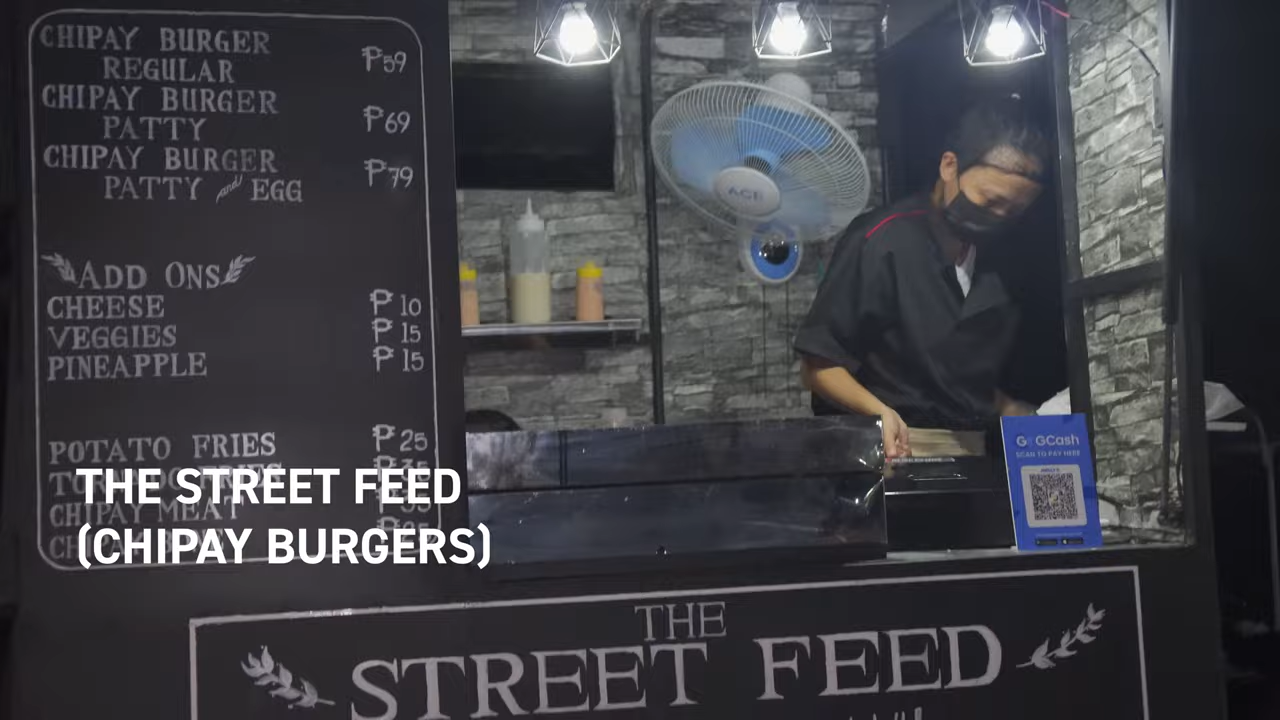 CHIPAY BURGER
REGULAR ₱59
CHIPAY BURGER
PATTY ₱69
CHIPAY BURGER
PATTY and EGG ₱79
ADD ONS
CHEESE ₱10
VEGGIES ₱15
PINEAPPLE ₱15
POTATO FRIES ₱25
CHIPAY MEAT
THE STREET FEED
(CHIPAY BURGERS)
ACE
GCash
SCAN TO PAY HERE
THE
STREET FEED